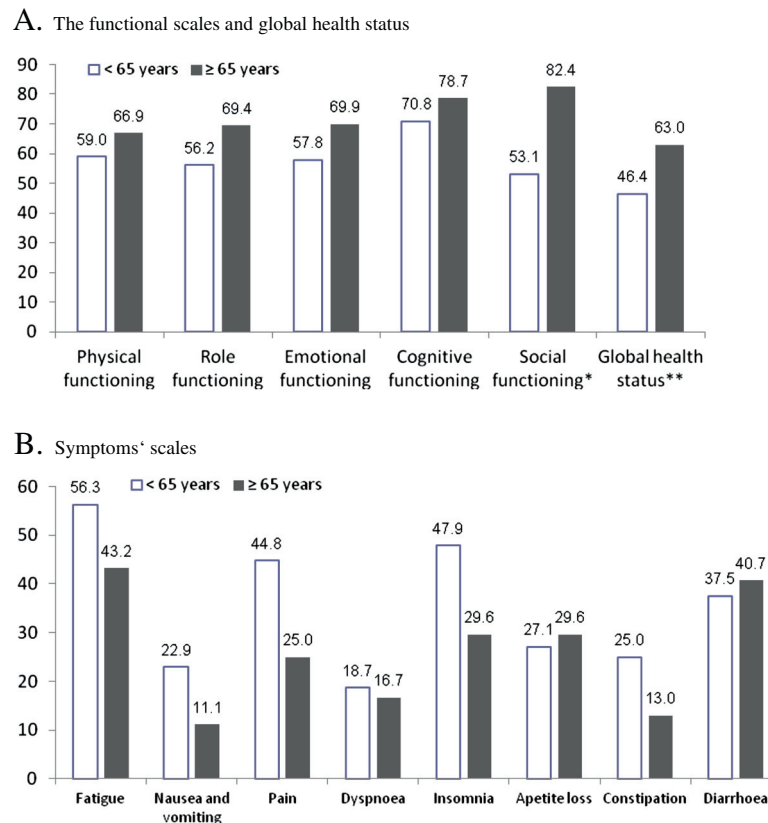 A. The functional scales and global health status
90
80
70
60
50
40
30
20
10
0
< 65 years ≥ 65 years
59.0 66.9 56.2 69.4 57.8 69.9 70.8 78.7 53.1 82.4 46.4 63.0
Physical Role Emotional Cognitive Social Global health
functioning functioning functioning functioning functioning* status**
B. Symptoms‘ scales
60
50
40
30
20
10
0
< 65 years ≥ 65 years
56.3 43.2 22.9 11.1 44.8 25.0 18.7 16.7 47.9 29.6 27.1 29.6 25.0 13.0 37.5 40.7
Fatigue Nausea and Pain Dyspnoea Insomnia Apetite loss Constipation Diarrhoea
vomiting